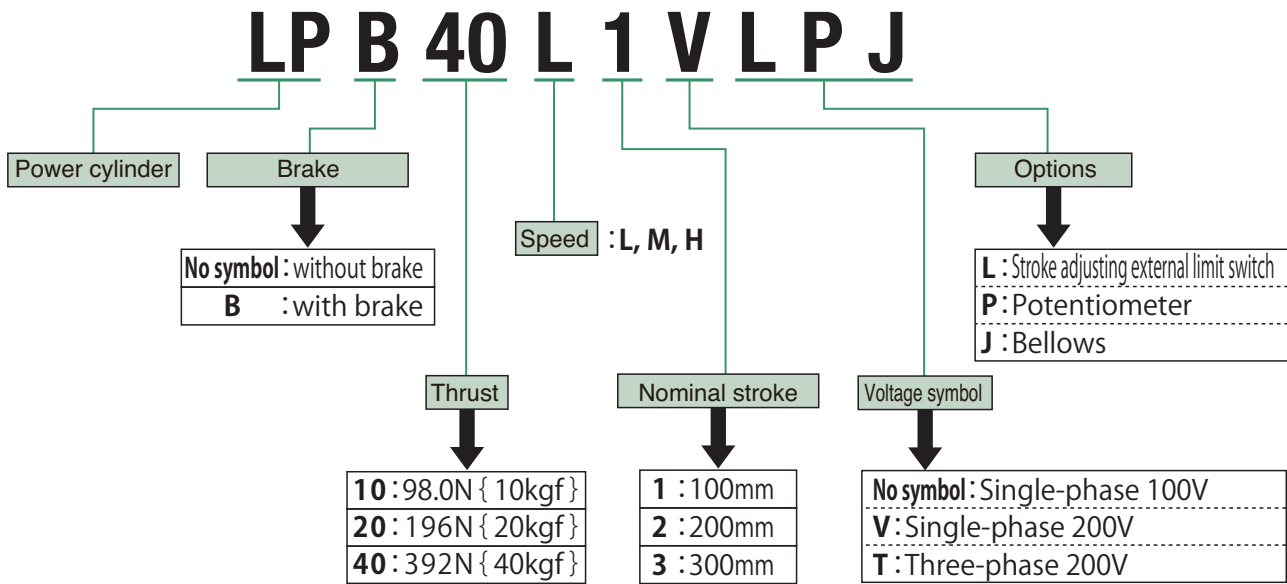 LP B 40 L 1 V L P J
Power cylinder
Brake
No symbol：without brake
B ：with brake
Speed ：L, M, H
Options
L：Stroke adjusting external limit switch
P：Potentiometer
J：Bellows
Thrust
10：98.0N { 10kgf }
20：196N { 20kgf }
40：392N { 40kgf }
Nominal stroke
1：100mm
2：200mm
3：300mm
Voltage symbol
No symbol：Single-phase 100V
V：Single-phase 200V
T：Three-phase 200V